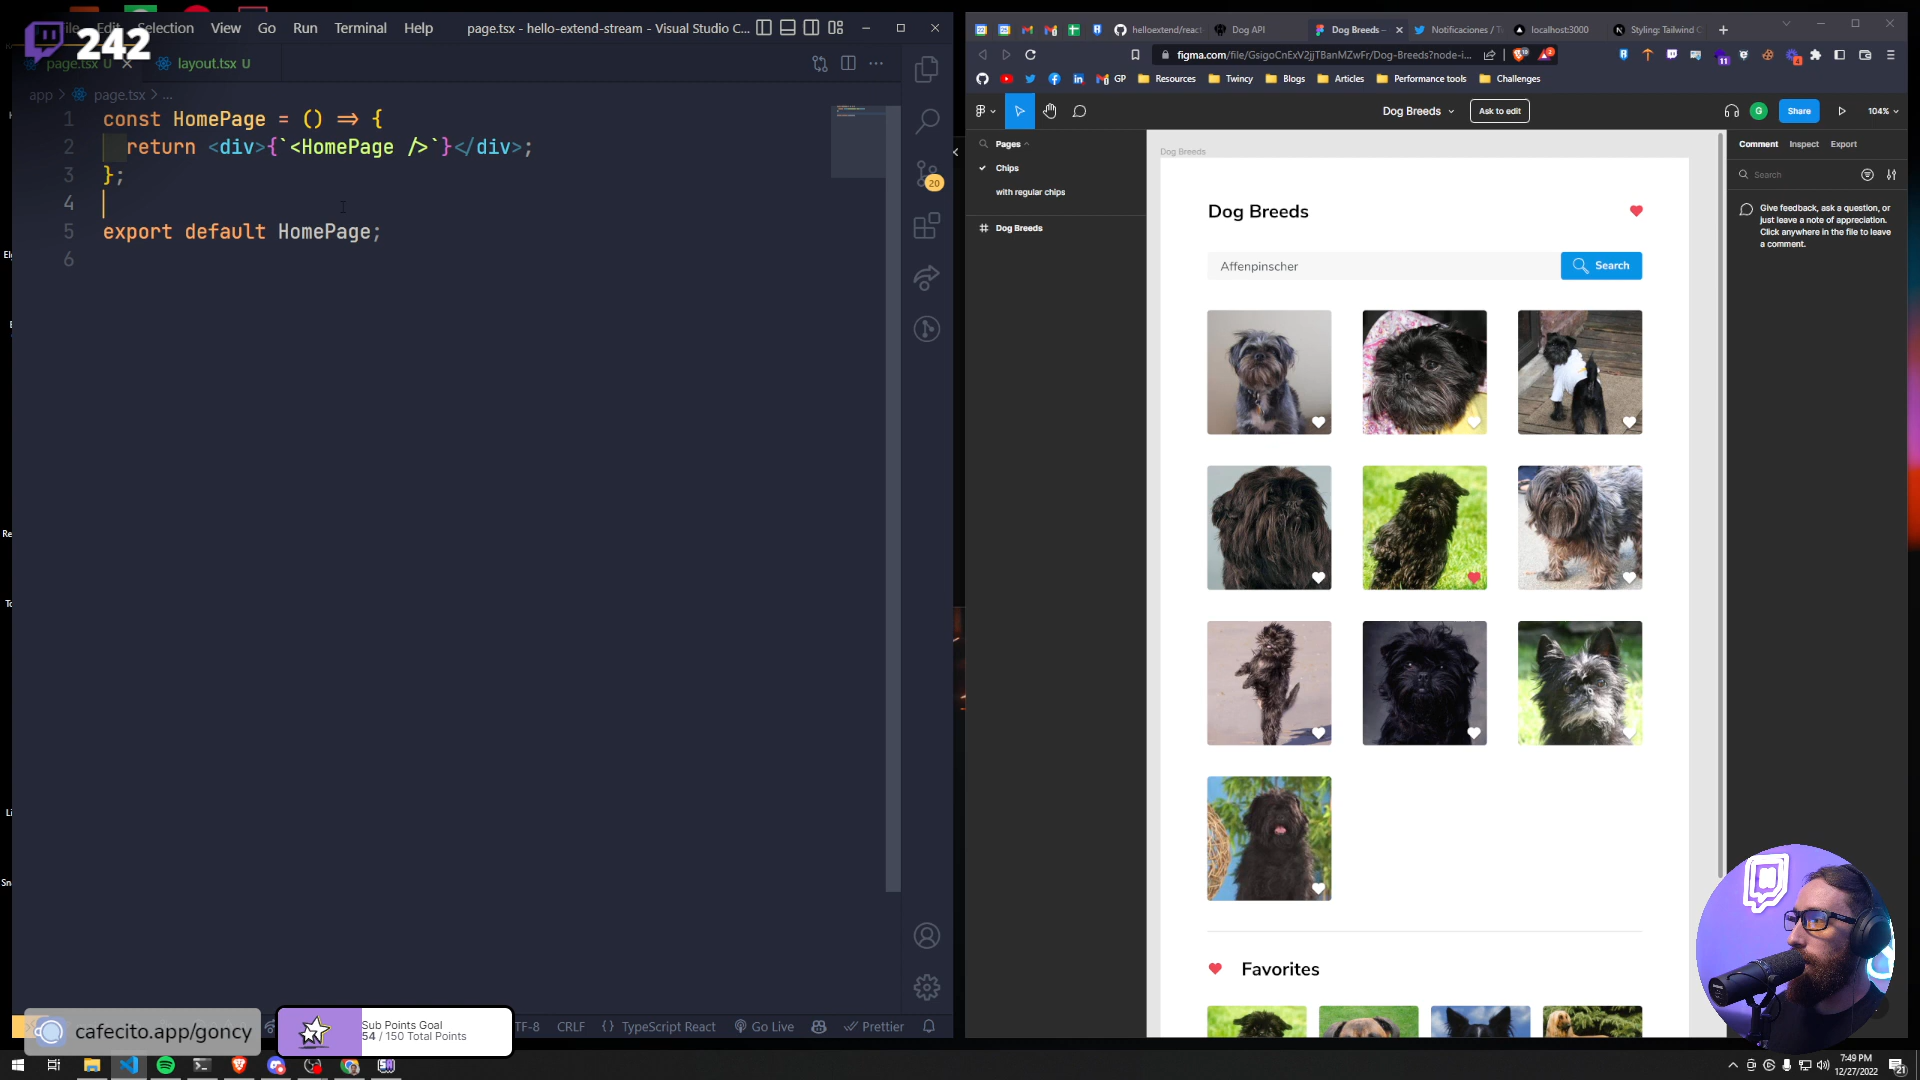 242
Selection
View
Go
Run
Terminal
Help
page.tsx - hello-extend-stream - Visual Studio C...
page.tsx U
layout.tsx U
app > page.tsx > ...
1 const HomePage = () => {
2 return <div>{`<HomePage />`}</div>;
3 };
4
5 export default HomePage;
6
20
TF-8
CRLF
{} TypeScript React
Go Live
Prettier
cafecito.app/goncy
Sub Points Goal
54 / 150 Total Points
helloextend/react
Dog API
Dog Breeds –
Notificaciones / T
localhost:3000
Styling: Tailwind C
figma.com/file/GsigoCnExV2jjTBanMZwFr/Dog-Breeds?node-i...
GP
Resources
Twincy
Blogs
Articles
Performance tools
Challenges
Dog Breeds
Ask to edit
G
Share
104%
Pages
Chips
with regular chips
Dog Breeds
Dog Breeds
Dog Breeds
Affenpinscher
Search
Favorites
Comment
Inspect
Export
Search
Give feedback, ask a question, or
just leave a note of appreciation.
Click anywhere in the file to leave
a comment.
7:49 PM
12/27/2022
21